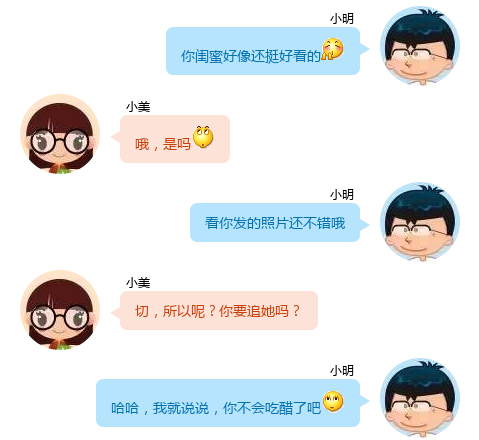 小明
你闺蜜好像还挺好看的
小美
哦，是吗
小明
看你发的照片还不错哦
小美
切，所以呢？你要追她吗？
小明
哈哈，我就说说，你不会吃醋了吧